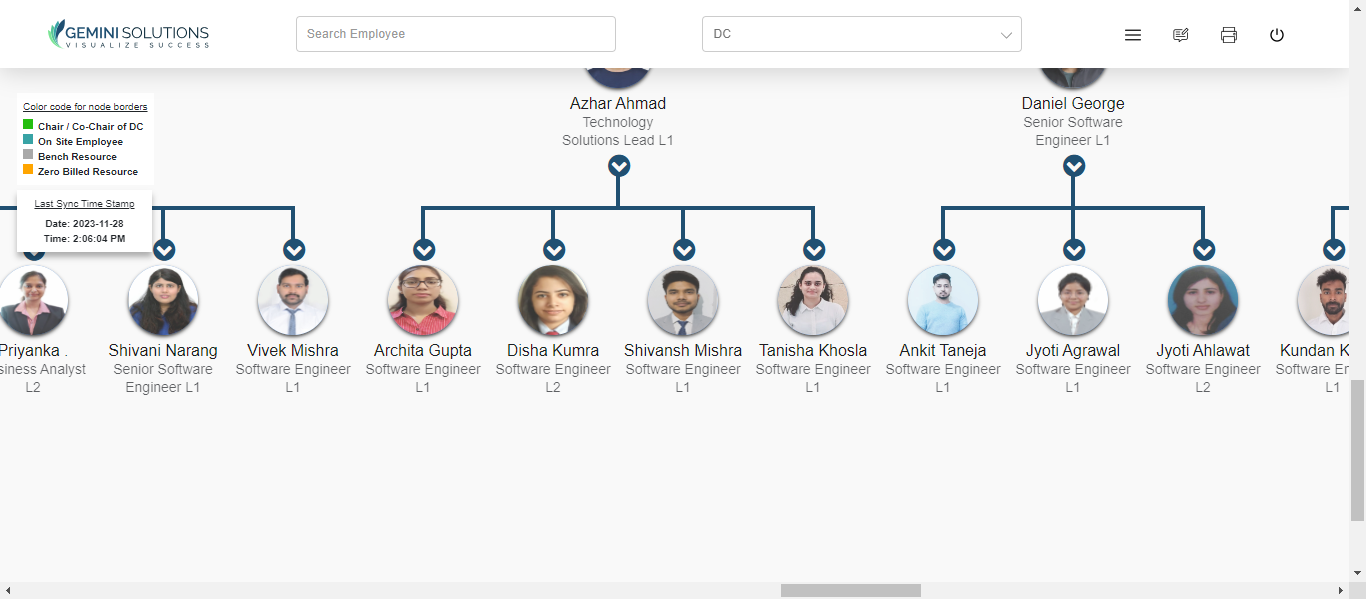 GEMINI SOLUTIONS
VISUALIZE SUCCESS
Search Employee
DC
Color code for node borders
Chair / Co-Chair of DC
On Site Employee
Bench Resource
Zero Billed Resource
Last Sync Time Stamp
Date: 2023-11-28
Time: 2:06:04 PM
Azhar Ahmad
Technology
Solutions Lead L1
Daniel George
Senior Software
Engineer L1
Priyanka .
siness Analyst
L2
Shivani Narang
Senior Software
Engineer L1
Vivek Mishra
Software Engineer
L1
Archita Gupta
Software Engineer
L1
Disha Kumra
Software Engineer
L2
Shivansh Mishra
Software Engineer
L1
Tanisha Khosla
Software Engineer
L1
Ankit Taneja
Software Engineer
L1
Jyoti Agrawal
Software Engineer
L1
Jyoti Ahlawat
Software Engineer
L2
Kundan K
Software Er
L1